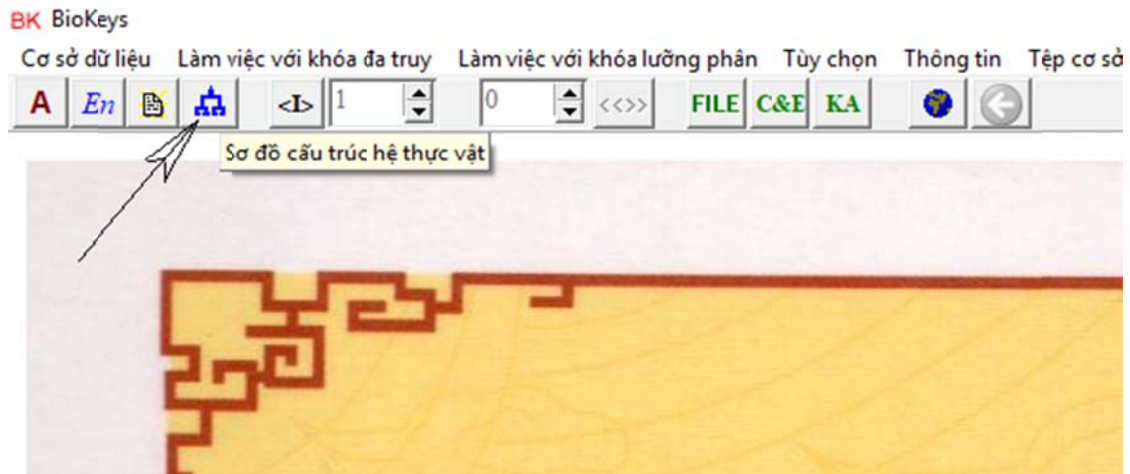 BK BioKeys
Cơ sở dữ liệu Làm việc với khóa đa truy Làm việc với khóa lưỡng phân Tùy chọn Thông tin Tệp cơ sở
A En <I> 1 0 <<>> FILE C&E KA
Sơ đồ cấu trúc hệ thực vật